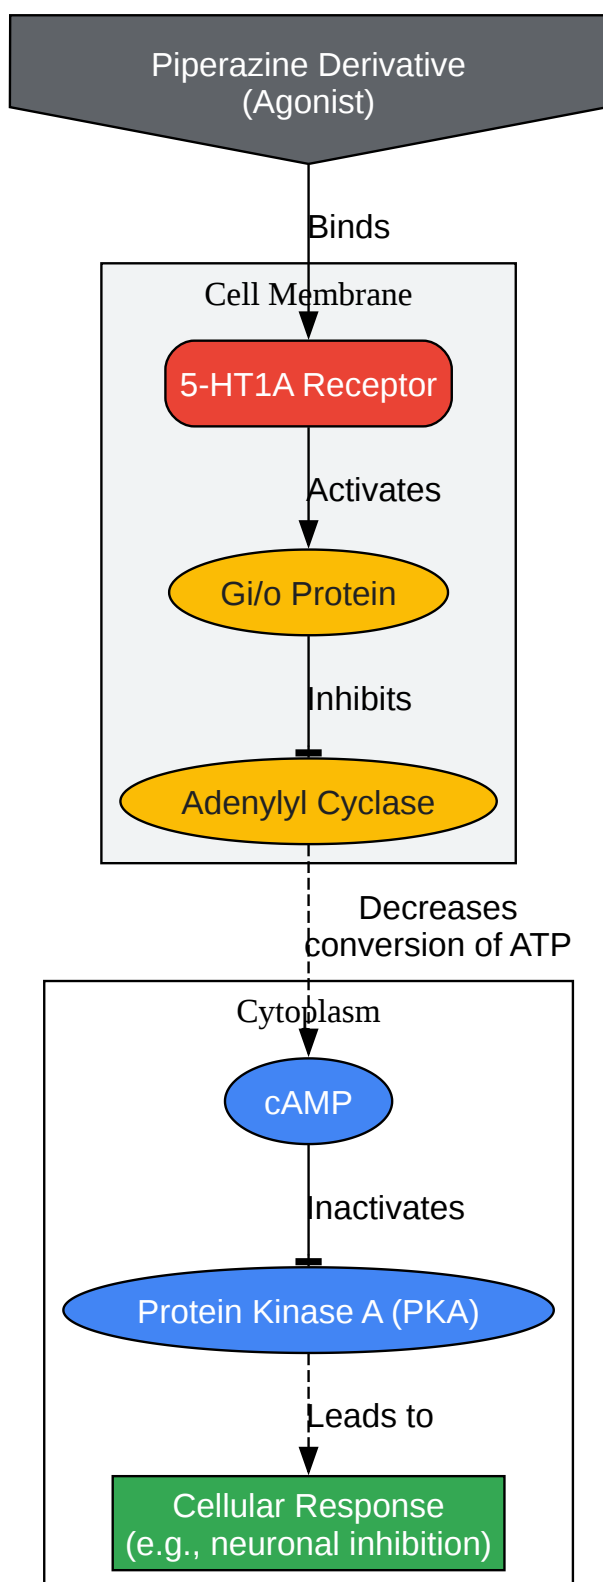 Piperazine Derivative
(Agonist)
Binds
Cell Membrane
5-HT1A Receptor
Activates
Gi/o Protein
Inhibits
Adenylyl Cyclase
Decreases
conversion of ATP
Cytoplasm
cAMP
Inactivates
Protein Kinase A (PKA)
Leads to
Cellular Response
(e.g., neuronal inhibition)